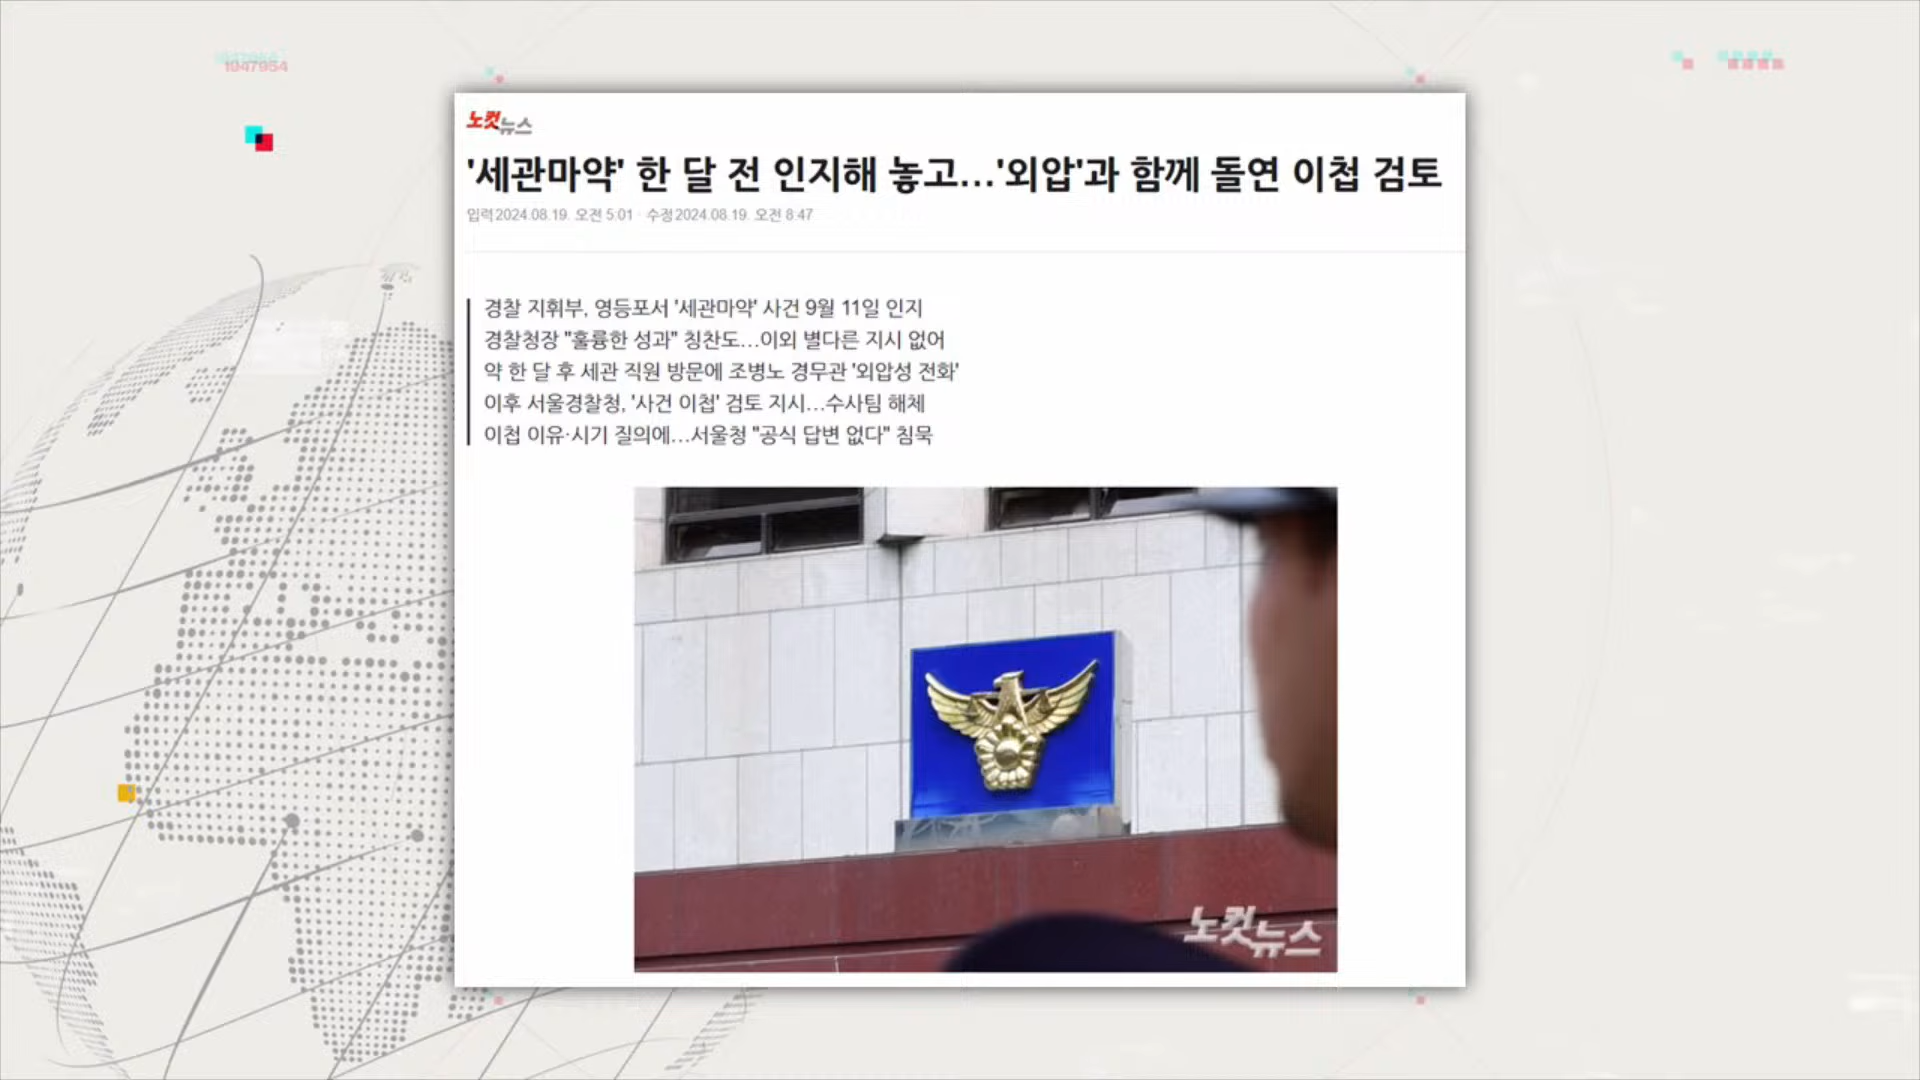 1947954
노컷뉴스
'세관마약' 한 달 전 인지해 놓고...'외압'과 함께 돌연 이첩 검토
입력 2024.08.19. 오전 5:01 · 수정 2024.08.19. 오전 8:47
경찰 지휘부, 영등포서 '세관마약' 사건 9월 11일 인지
경찰청장 "훌륭한 성과" 칭찬도...이외 별다른 지시 없어
약 한 달 후 세관 직원 방문에 조병노 경무관 '외압성 전화'
이후 서울경찰청, '사건 이첩' 검토 지시...수사팀 해체
이첩 이유·시기 질의에...서울청 "공식 답변 없다" 침묵
노컷뉴스